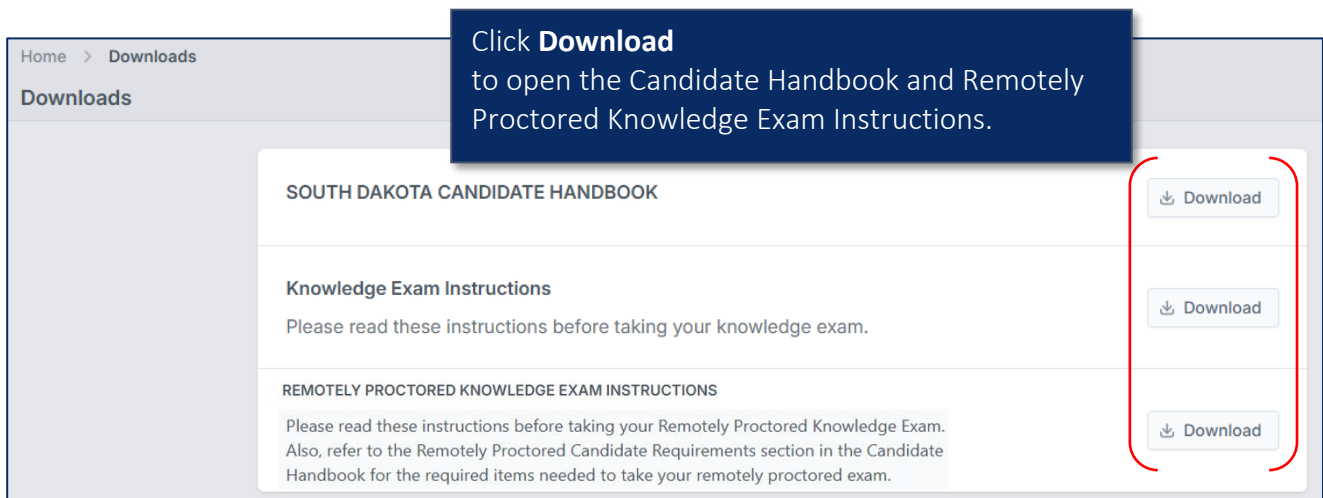 Click Download
to open the Candidate Handbook and Remotely
Proctored Knowledge Exam Instructions.
Home > Downloads
Downloads
SOUTH DAKOTA CANDIDATE HANDBOOK
Download
Knowledge Exam Instructions
Please read these instructions before taking your knowledge exam.
Download
REMOTELY PROCTORED KNOWLEDGE EXAM INSTRUCTIONS
Please read these instructions before taking your Remotely Proctored Knowledge Exam.
Also, refer to the Remotely Proctored Candidate Requirements section in the Candidate
Handbook for the required items needed to take your remotely proctored exam.
Download